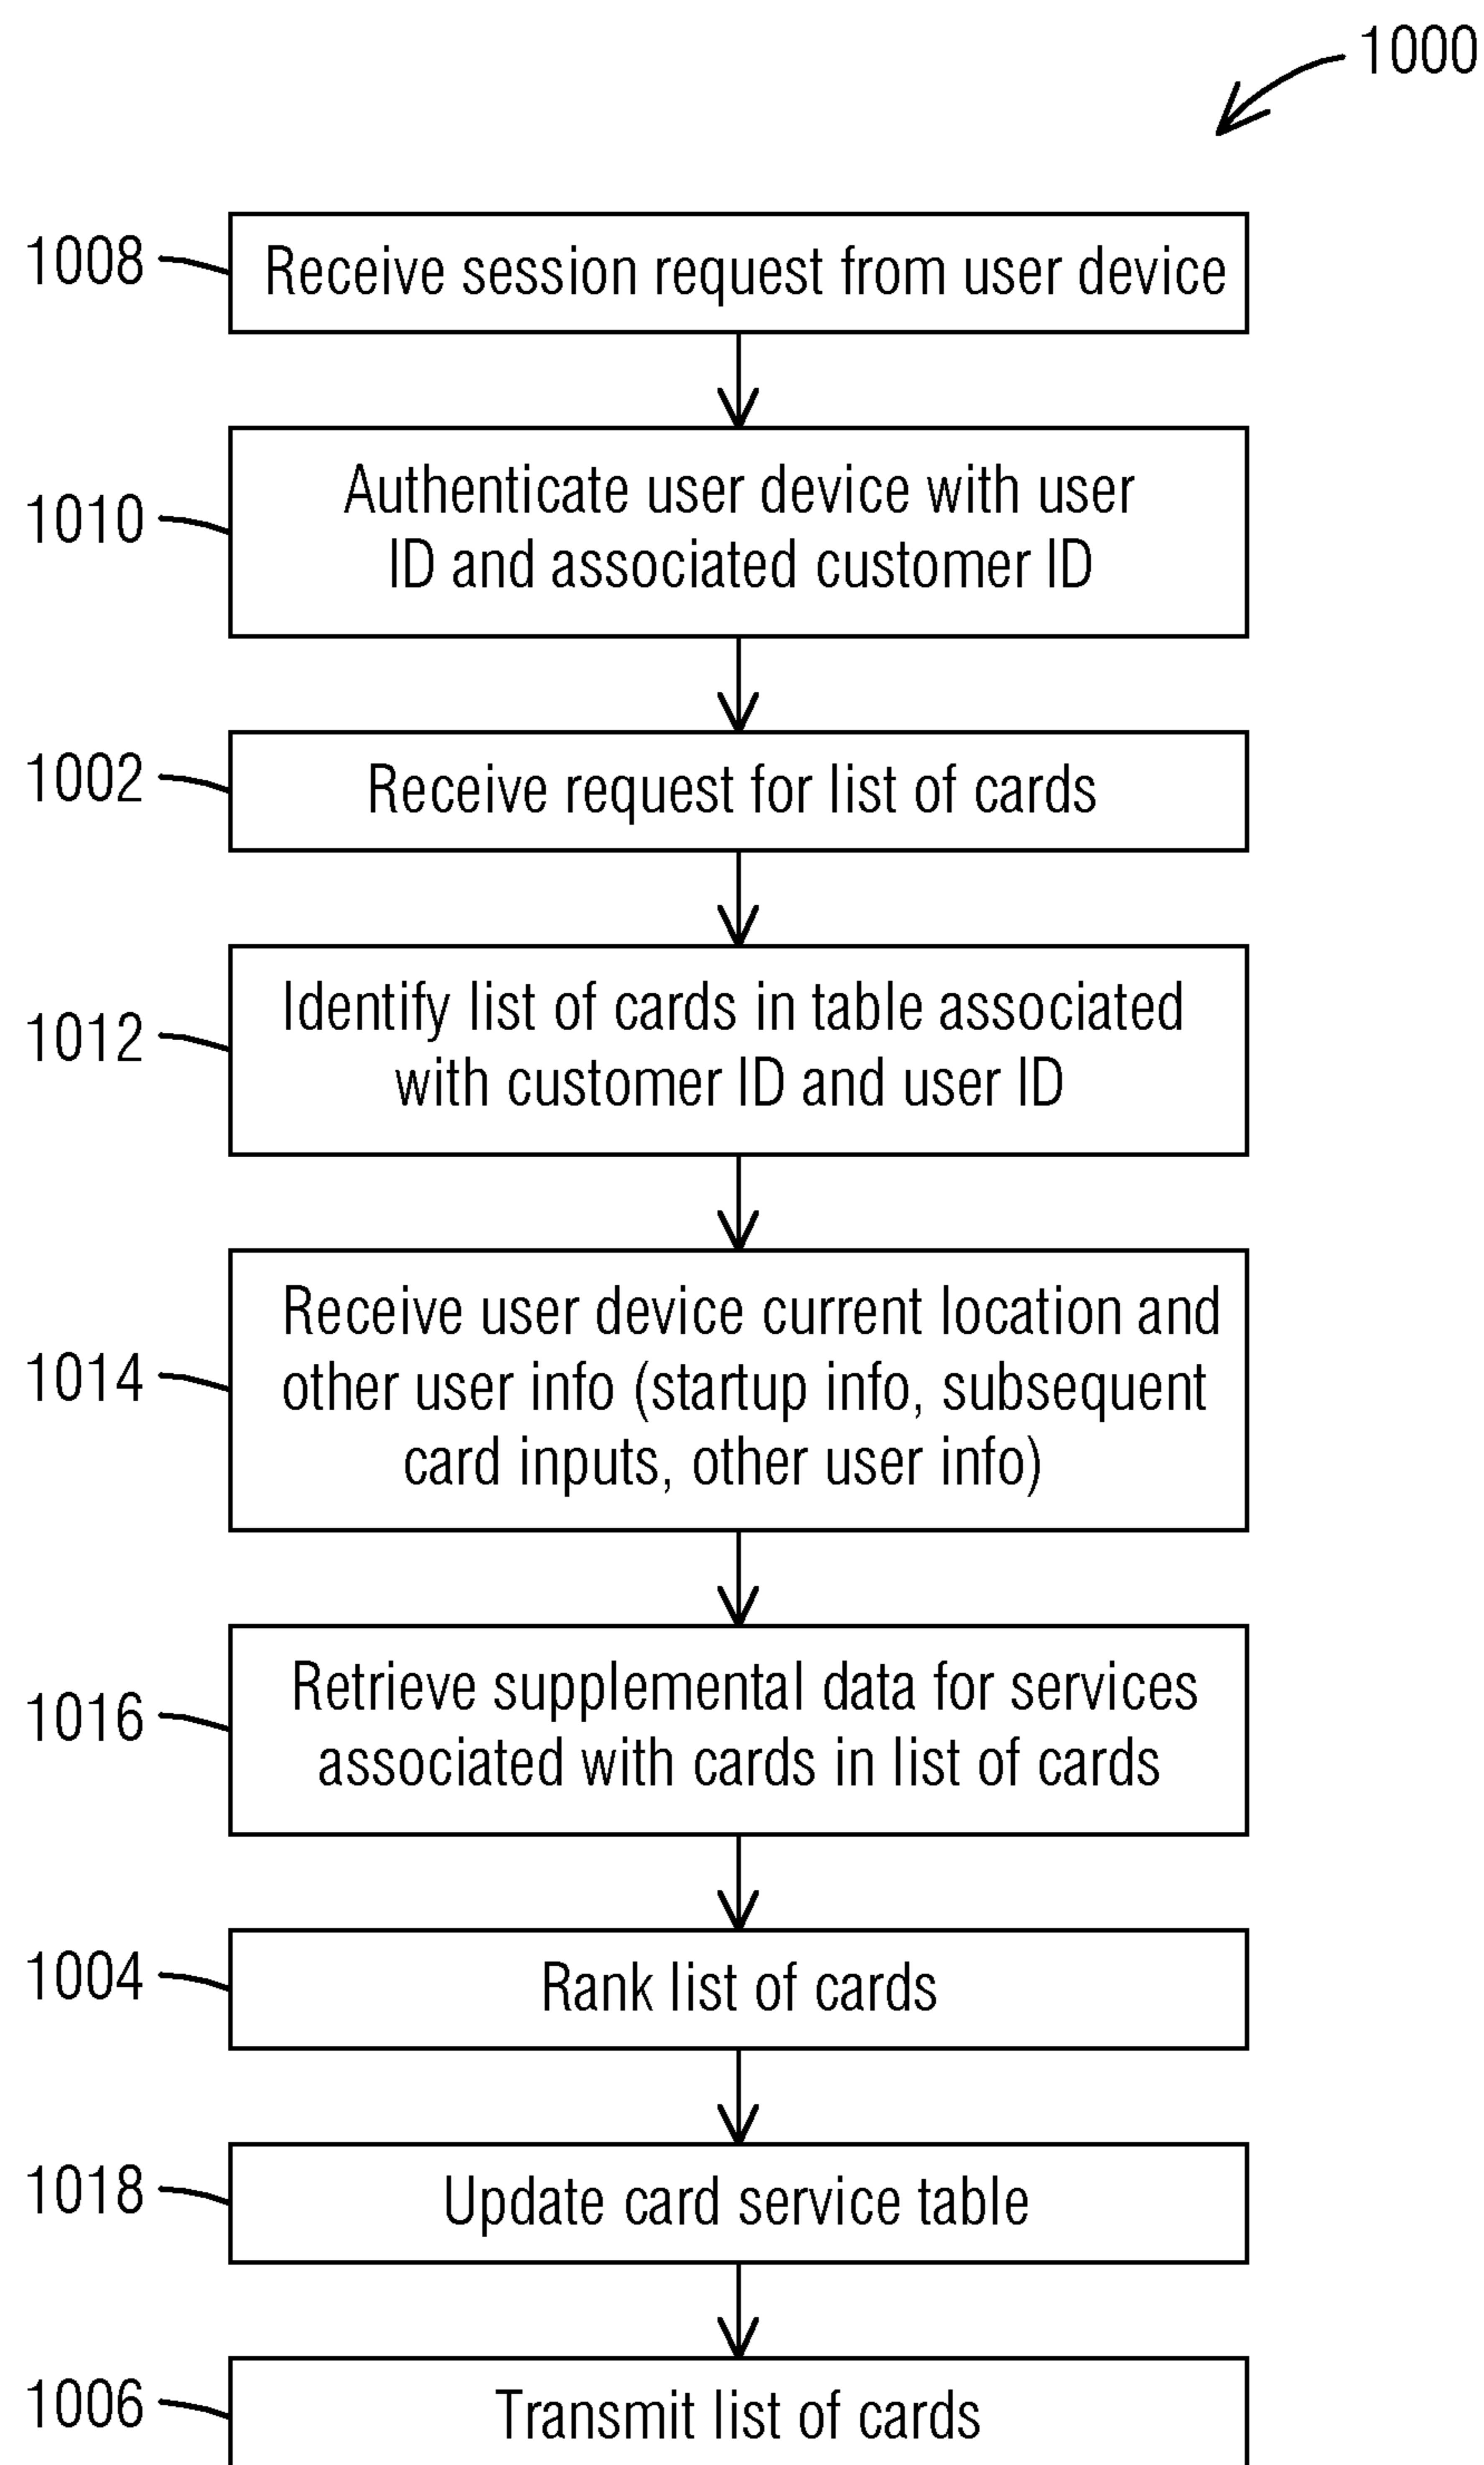 1000
1008
Receive session request from user device
1010
Authenticate user device with user
ID and associated customer ID
1002
Receive request for list of cards
1012
Identify list of cards in table associated
with customer ID and user ID
1014
Receive user device current location and
other user info (startup info, subsequent
card inputs, other user info)
1016
Retrieve supplemental data for services
associated with cards in list of cards
1004
Rank list of cards
1018
Update card service table
1006
Transmit list of cards